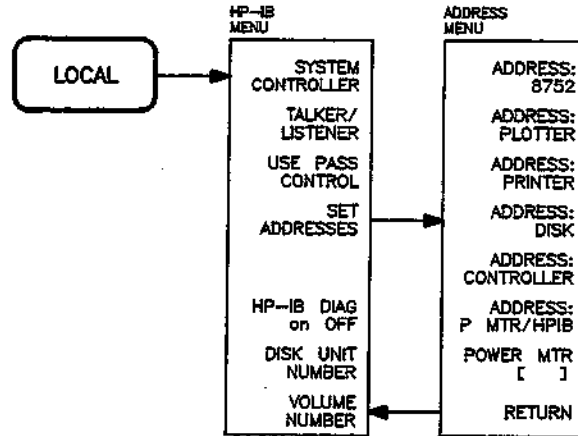 HP-IB
MENU
ADDRESS
MENU
LOCAL
SYSTEM
CONTROLLER
TALKER/
LISTENER
USE PASS
CONTROL
SET
ADDRESSES
HP-IB DIAG
on OFF
DISK UNIT
NUMBER
VOLUME
NUMBER
ADDRESS:
8752
ADDRESS:
PLOTTER
ADDRESS:
PRINTER
ADDRESS:
DISK
ADDRESS:
CONTROLLER
ADDRESS:
P MTR/HPIB
POWER MTR
[ ]
RETURN